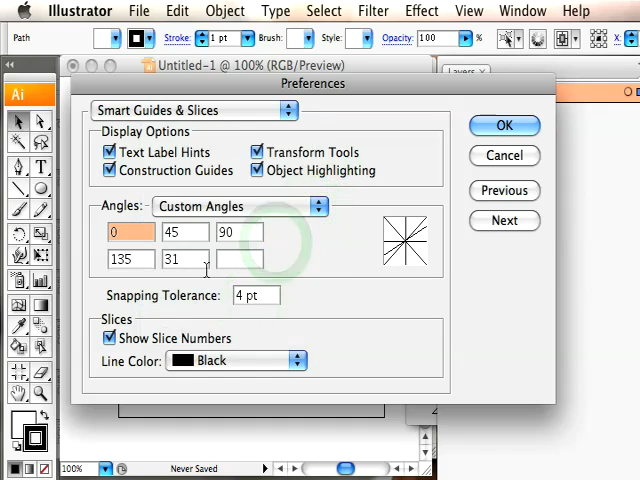 Illustrator File Edit Object Type Select Filter Effect View Window Help
Path Stroke: 1 pt Brush: Style: Opacity: 100 % X:
Untitled-1 @ 100% (RGB/Preview)
Layers x
Preferences
Ai
Smart Guides & Slices
OK
Display Options
Text Label Hints Transform Tools
Cancel
Construction Guides Object Highlighting
Previous
Angles: Custom Angles
Next
0 45 90
135 31
Snapping Tolerance: 4 pt
Slices
Show Slice Numbers
Line Color: Black
100% Never Saved